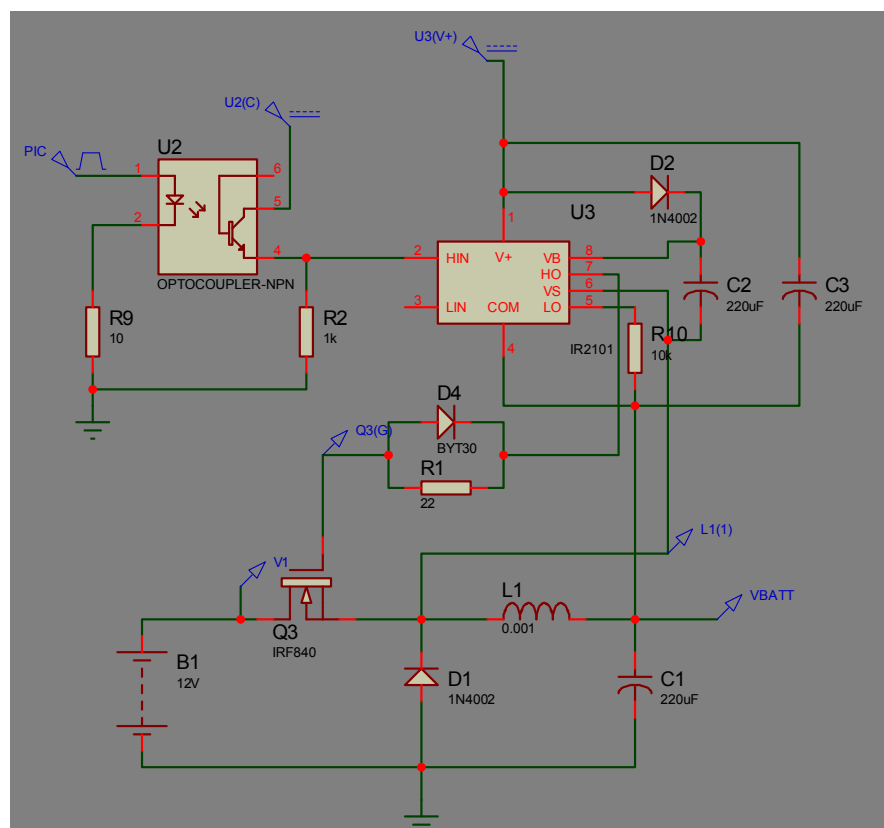 U3(V+)
U2(C)
PIC
U2
1
2
6
5
4
OPTOCOUPLER-NPN
D2
1N4002
U3
1
2
3
4
8
7
6
5
HIN
LIN
V+
COM
VB
HO
VS
LO
IR2101
C2
220uF
C3
220uF
R9
10
R2
1k
R10
10k
D4
BYT30
Q3(G)
R1
22
L1(1)
V1
L1
0.001
VBATT
Q3
IRF840
B1
12V
D1
1N4002
C1
220uF